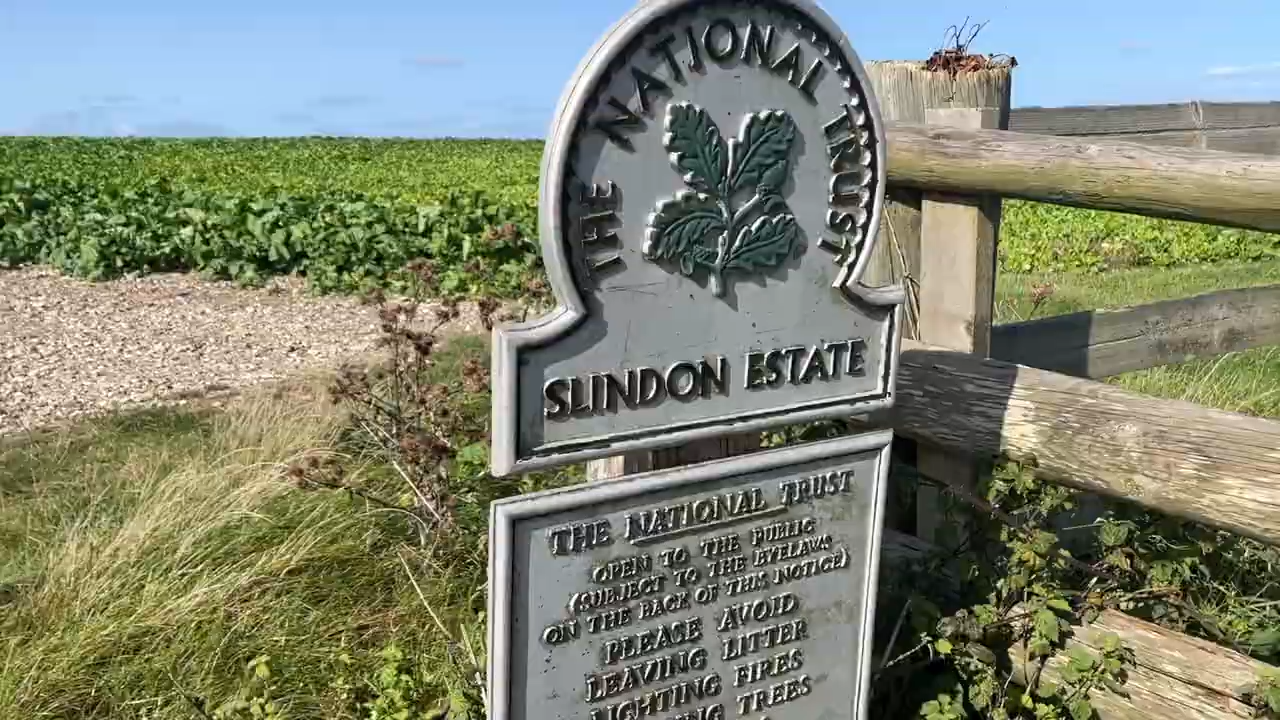 THE NATIONAL TRUST
SLINDON ESTATE
THE NATIONAL TRUST
OPEN TO THE PUBLIC
(SUBJECT TO THE BYELAWS
ON THE BACK OF THIS NOTICE)
PLEASE AVOID
LEAVING LITTER
LIGHTING FIRES
TREES